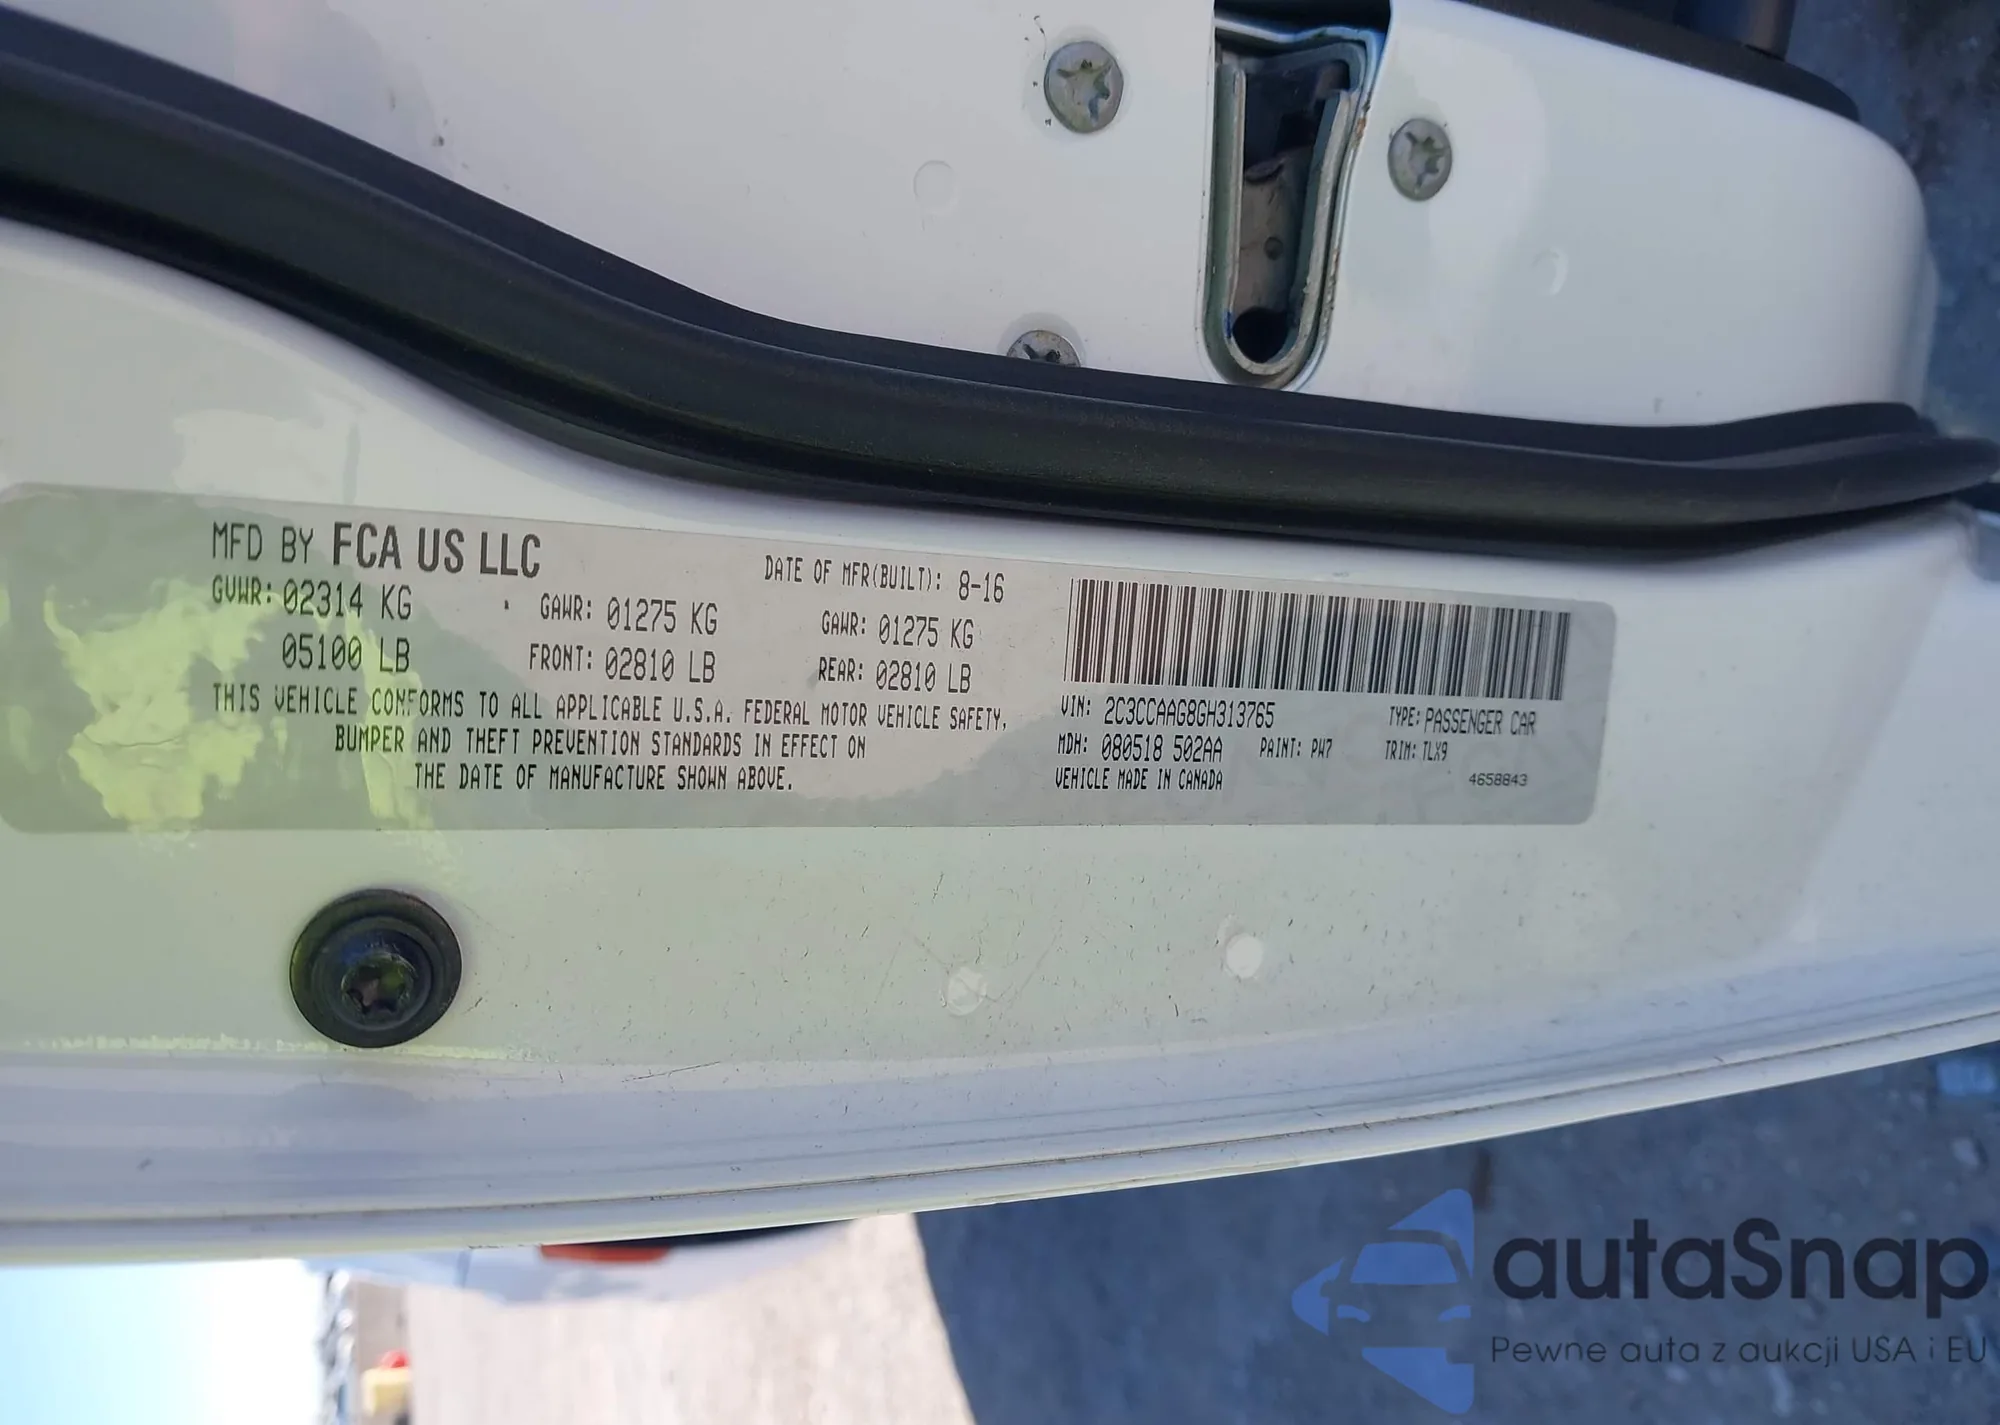 MFD BY FCA US LLC
DATE OF MFR(BUILT): 8-16
GVWR: 02314 KG
05100 LB
GAWR: 01275 KG
FRONT: 02810 LB
GAWR: 01275 KG
REAR: 02810 LB
THIS VEHICLE CONFORMS TO ALL APPLICABLE U.S.A. FEDERAL MOTOR VEHICLE SAFETY,
BUMPER AND THEFT PREVENTION STANDARDS IN EFFECT ON
THE DATE OF MANUFACTURE SHOWN ABOVE.
VIN: 2C3CCAAG8GH313765
TYPE: PASSENGER CAR
MDH: 080518 502AA
PAINT: PW7
TRIM: TLX9
VEHICLE MADE IN CANADA
4658843
autaSnap
Pewne auta z aukcji USA i EU